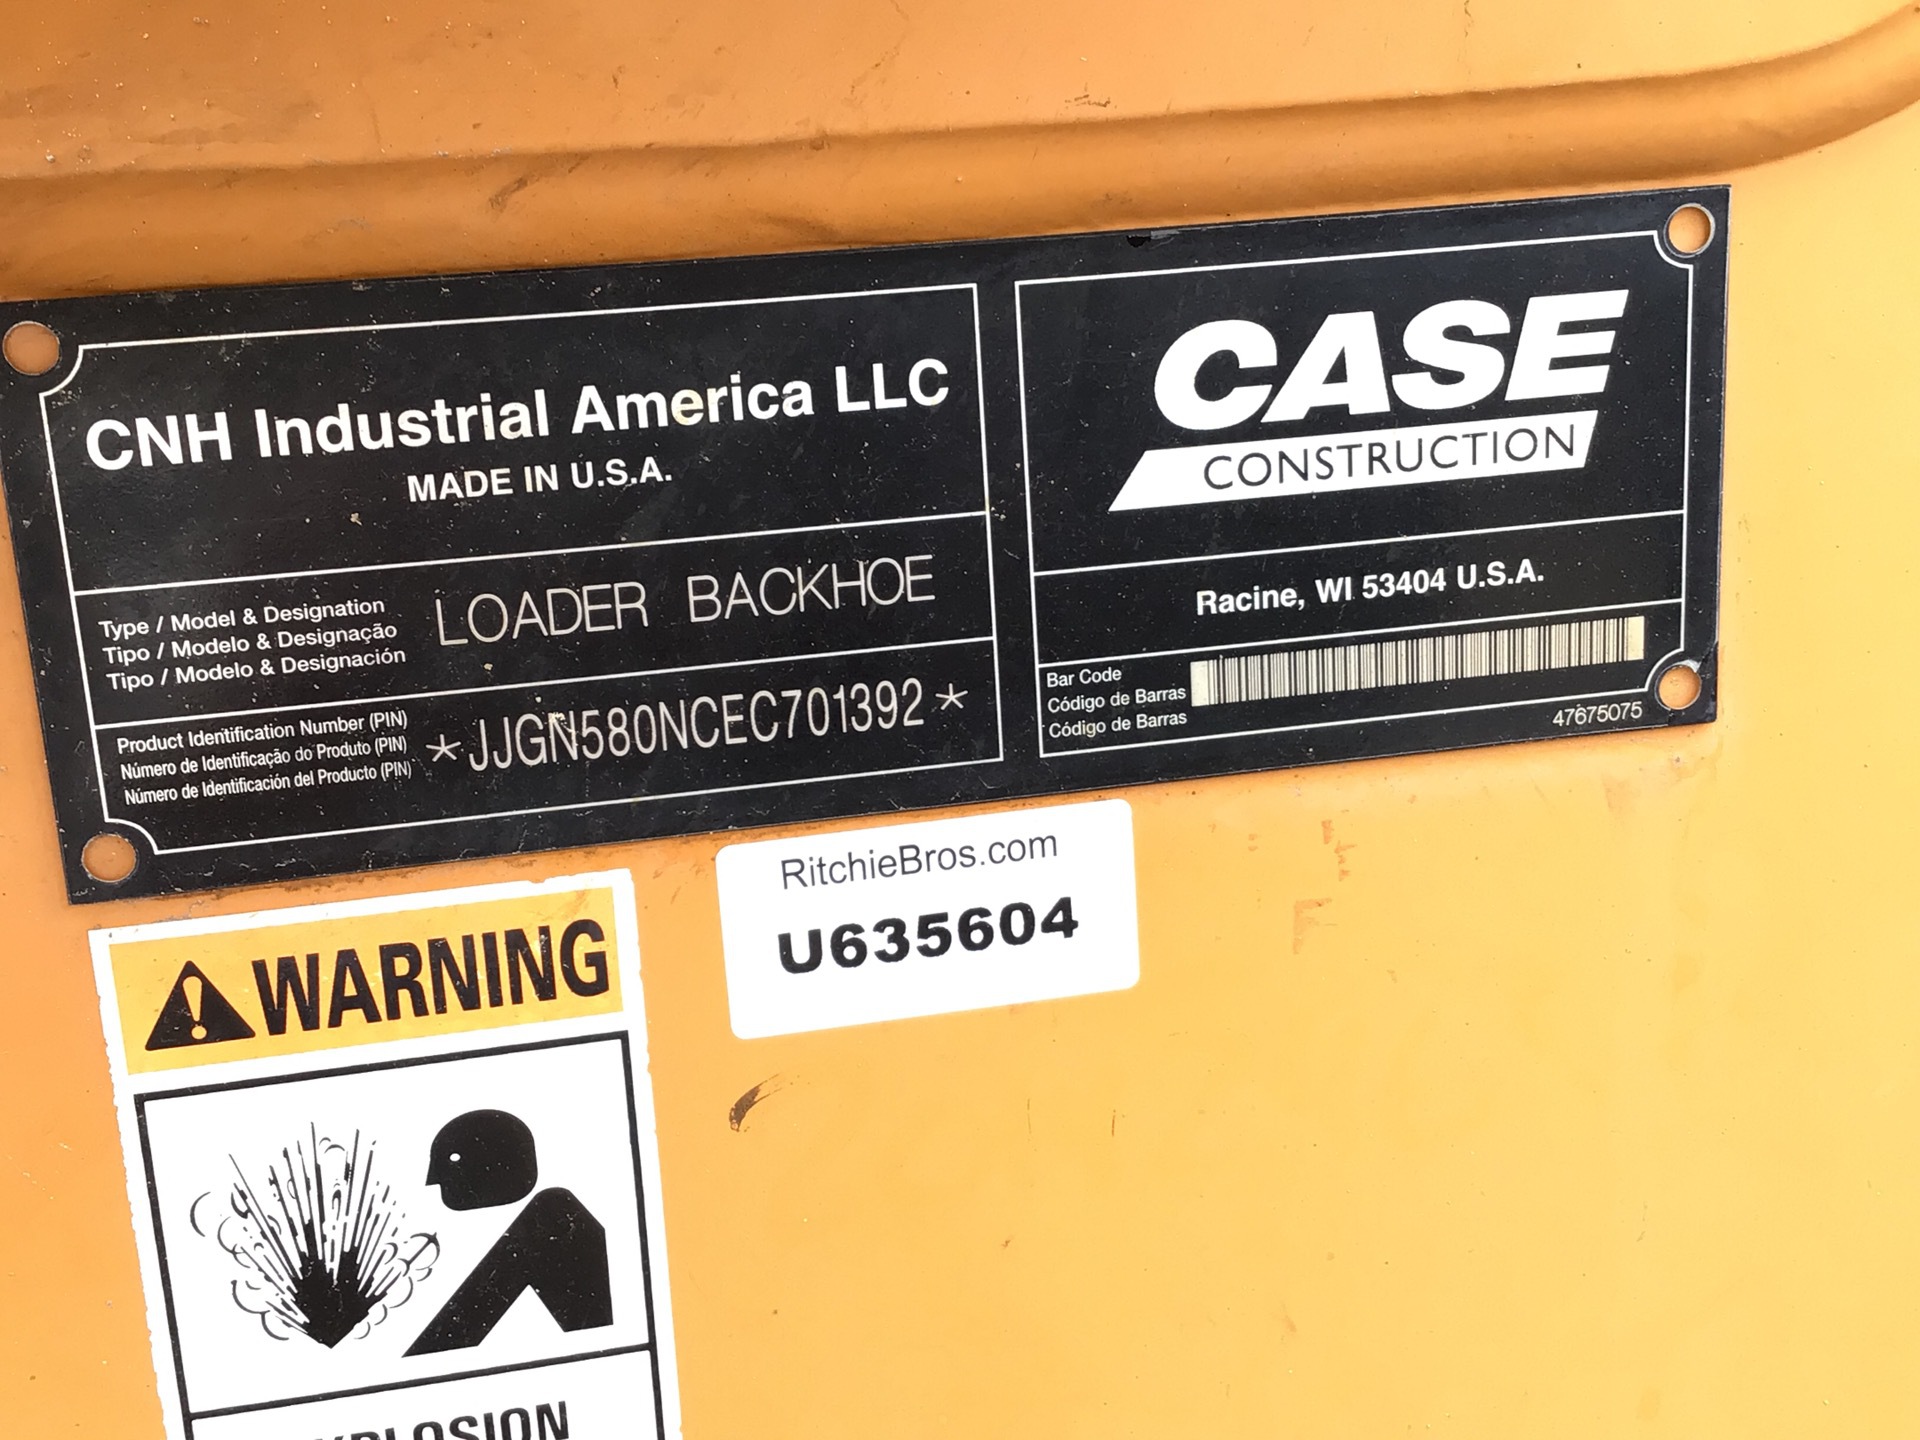 CNH Industrial America LLC
MADE IN U.S.A.
Type / Model & Designation
Tipo / Modelo & Designação
Tipo / Modelo & Designación
LOADER BACKHOE
Product Identification Number (PIN)
Número de Identificação do Produto (PIN)
Número de Identificación del Producto (PIN)
*JJGN580NCEC701392*
CASE
CONSTRUCTION
Racine, WI 53404 U.S.A.
Bar Code
Código de Barras
Código de Barras
47675075
RitchieBros.com
U635604
WARNING